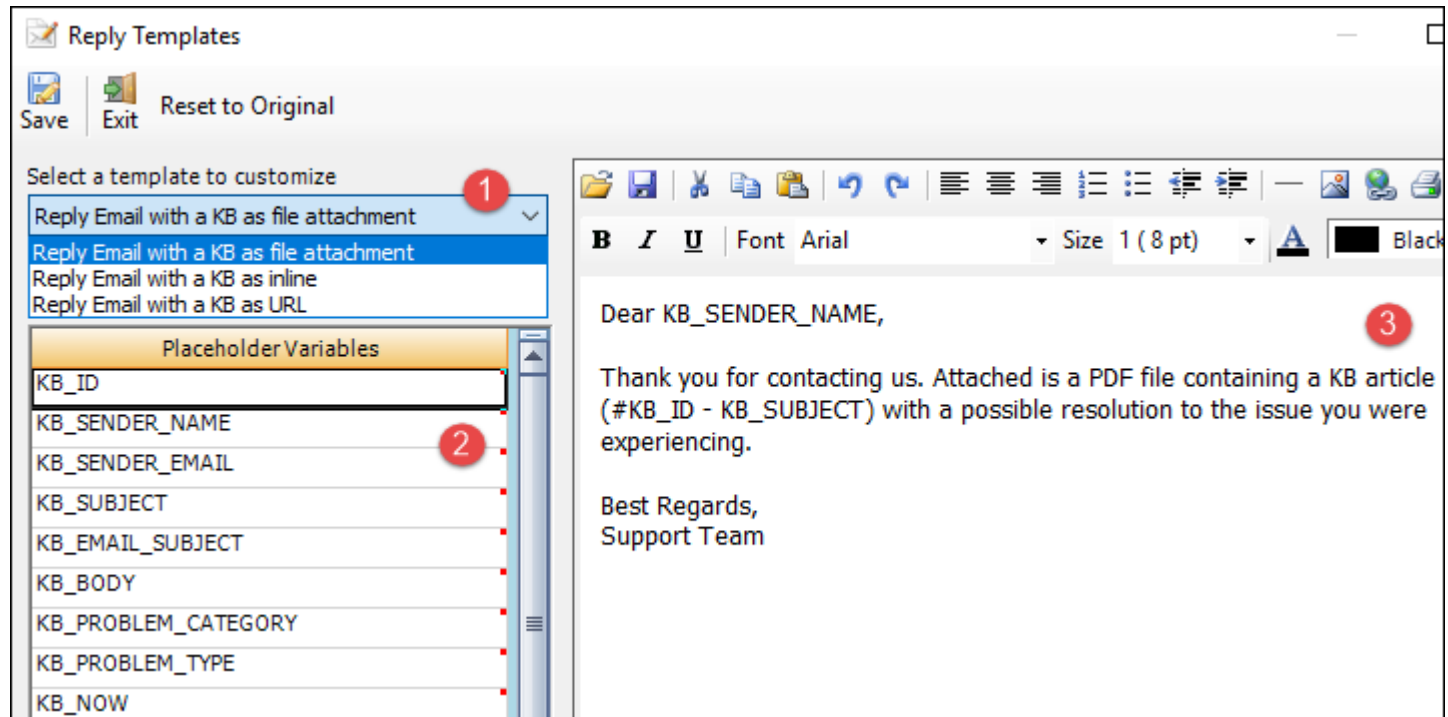 Reply Templates
Save
Exit
Reset to Original
Select a template to customize
1
Reply Email with a KB as file attachment
Reply Email with a KB as file attachment
Reply Email with a KB as inline
Reply Email with a KB as URL
Placeholder Variables
KB_ID
KB_SENDER_NAME
2
KB_SENDER_EMAIL
KB_SUBJECT
KB_EMAIL_SUBJECT
KB_BODY
KB_PROBLEM_CATEGORY
KB_PROBLEM_TYPE
KB_NOW
B I U Font Arial Size 1 ( 8 pt) A Black
Dear KB_SENDER_NAME,
3
Thank you for contacting us. Attached is a PDF file containing a KB article
(#KB_ID - KB_SUBJECT) with a possible resolution to the issue you were
experiencing.
Best Regards,
Support Team